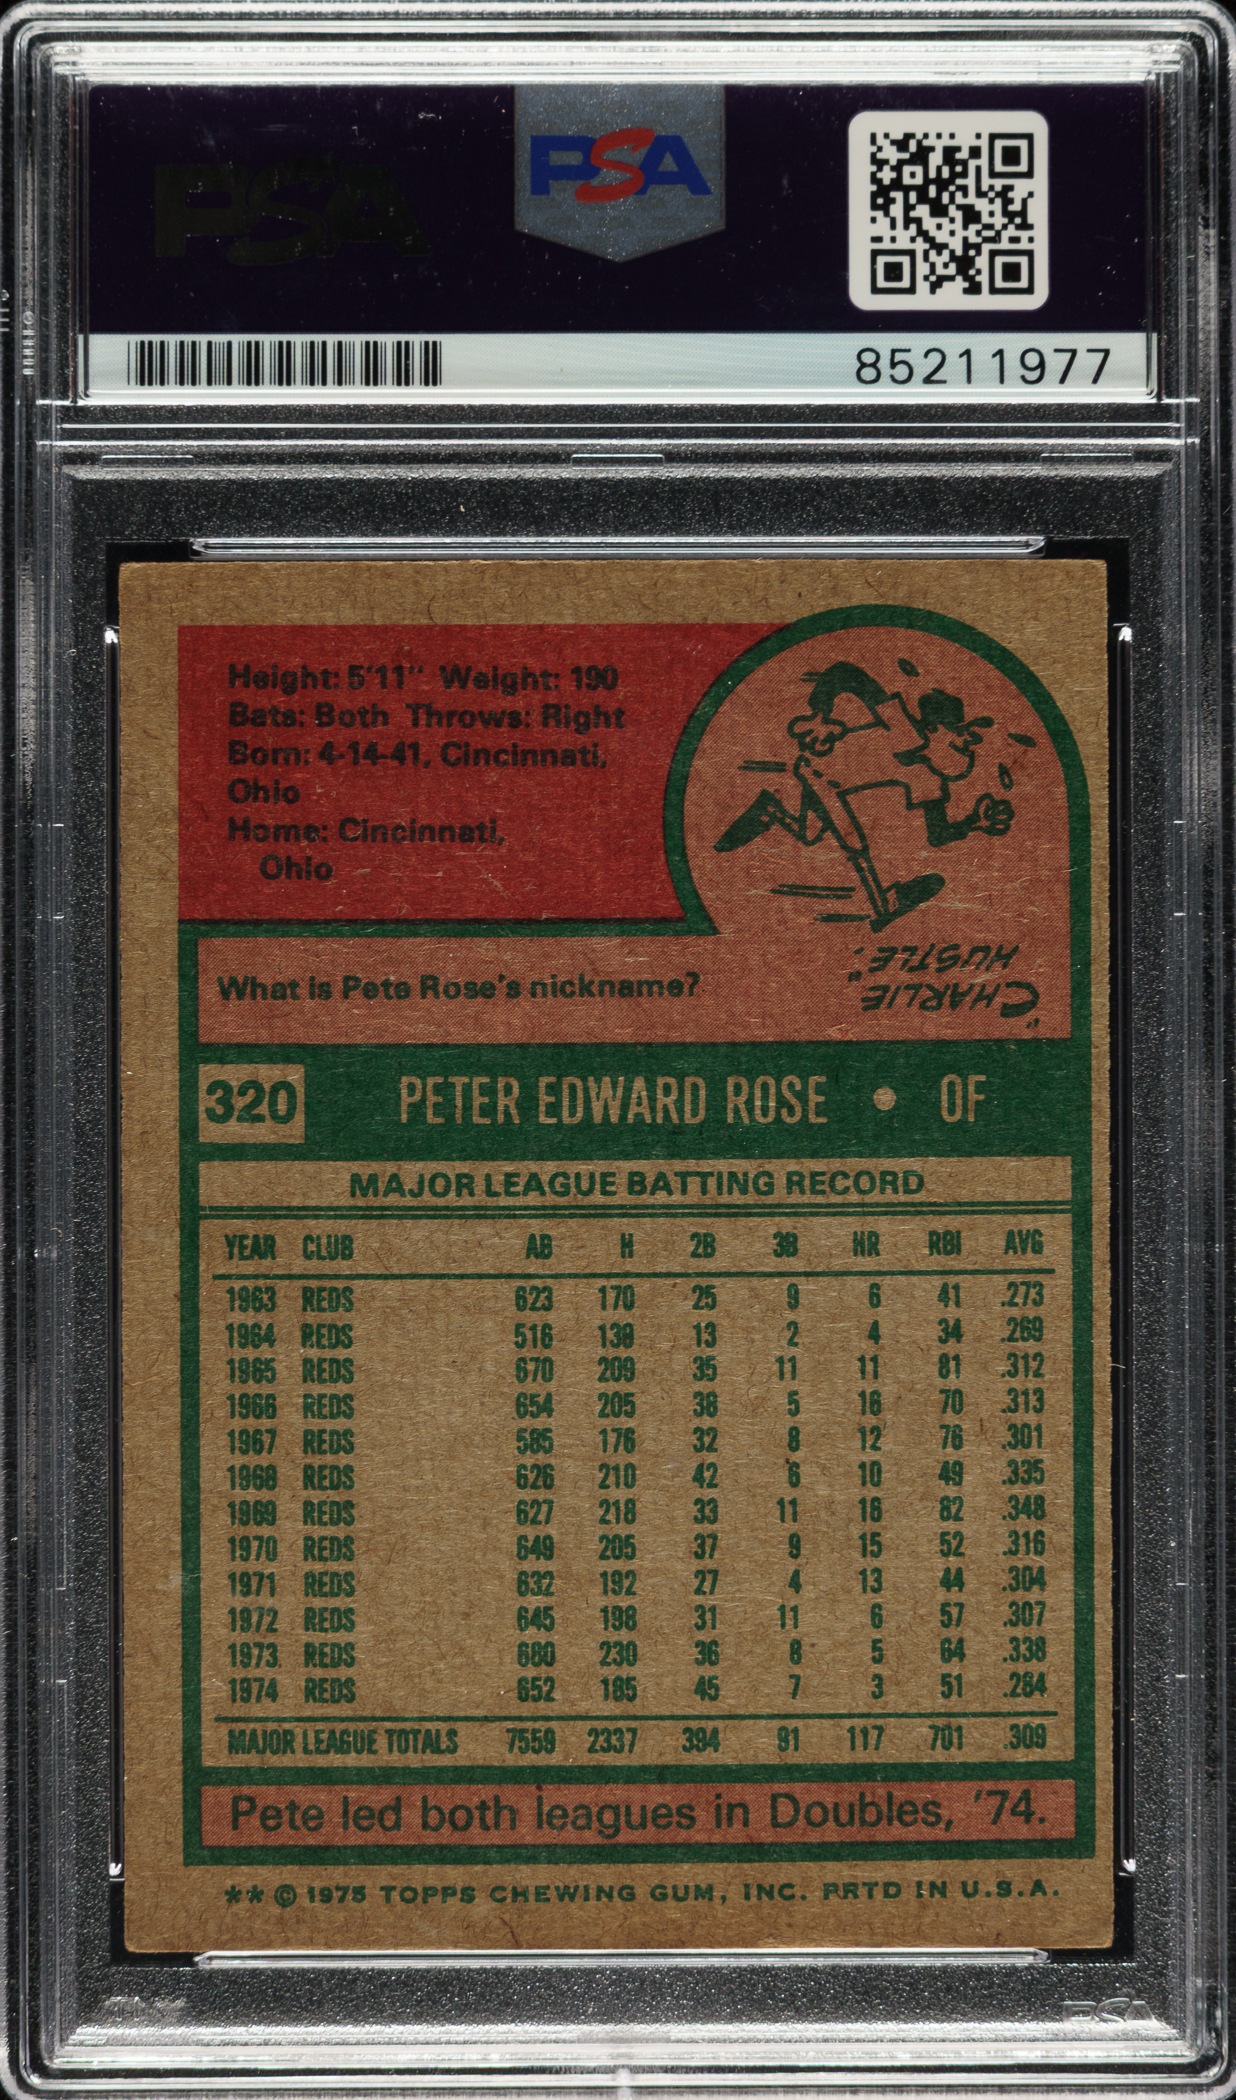 PSA
PSA
85211977
Height: 5'11" Weight: 190
Bats: Both Throws: Right
Born: 4-14-41, Cincinnati,
Ohio
Home: Cincinnati,
Ohio
"CHARLIE
HUSTLE."
What is Pete Rose's nickname?
320 PETER EDWARD ROSE • OF
MAJOR LEAGUE BATTING RECORD
YEAR CLUB AB H 2B 3B HR RBI AVG
1963 REDS 623 170 25 9 6 41 .273
1964 REDS 516 139 13 2 4 34 .269
1965 REDS 670 209 35 11 11 81 .312
1966 REDS 654 205 38 5 16 70 .313
1967 REDS 585 176 32 8 12 76 .301
1968 REDS 626 210 42 6 10 49 .335
1969 REDS 627 218 33 11 16 82 .348
1970 REDS 649 205 37 9 15 52 .316
1971 REDS 632 192 27 4 13 44 .304
1972 REDS 645 198 31 11 6 57 .307
1973 REDS 680 230 36 8 5 64 .338
1974 REDS 652 185 45 7 3 51 .284
MAJOR LEAGUE TOTALS 7559 2337 394 91 117 701 .309
Pete led both leagues in Doubles, '74.
** © 1975 TOPPS CHEWING GUM, INC. PRTD IN U.S.A.
PSA